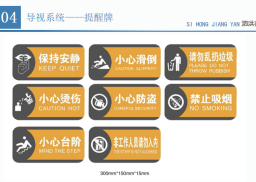 04 导视系统——提醒牌
SI HONG JIANG YAN
保持安静
KEEP QUIET
小心滑倒
CAUTION SLIPPERY
请勿乱扔垃圾
PLEASE DO NOT
THROW RUBBISH
小心烫伤
CAUTION HOT
小心防盗
禁止吸烟
NO SMOKING
小心台阶
MIND THE STEP
非工作人员请勿入内
300mm*150mm*15mm